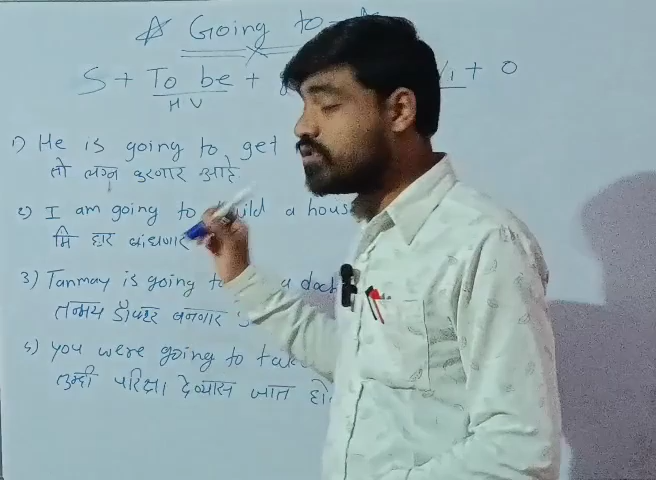 Going to
S + To be + V1 + O
H V
1) He is going to get
तो लग्न करणार आहे
2) I am going to build a house
मि घर बांधणार
3) Tanmay is going to a doct
तन्मय डॉक्टर बनणार
4) you were going to take
तुम्ही परिक्षा देण्यास जात हो